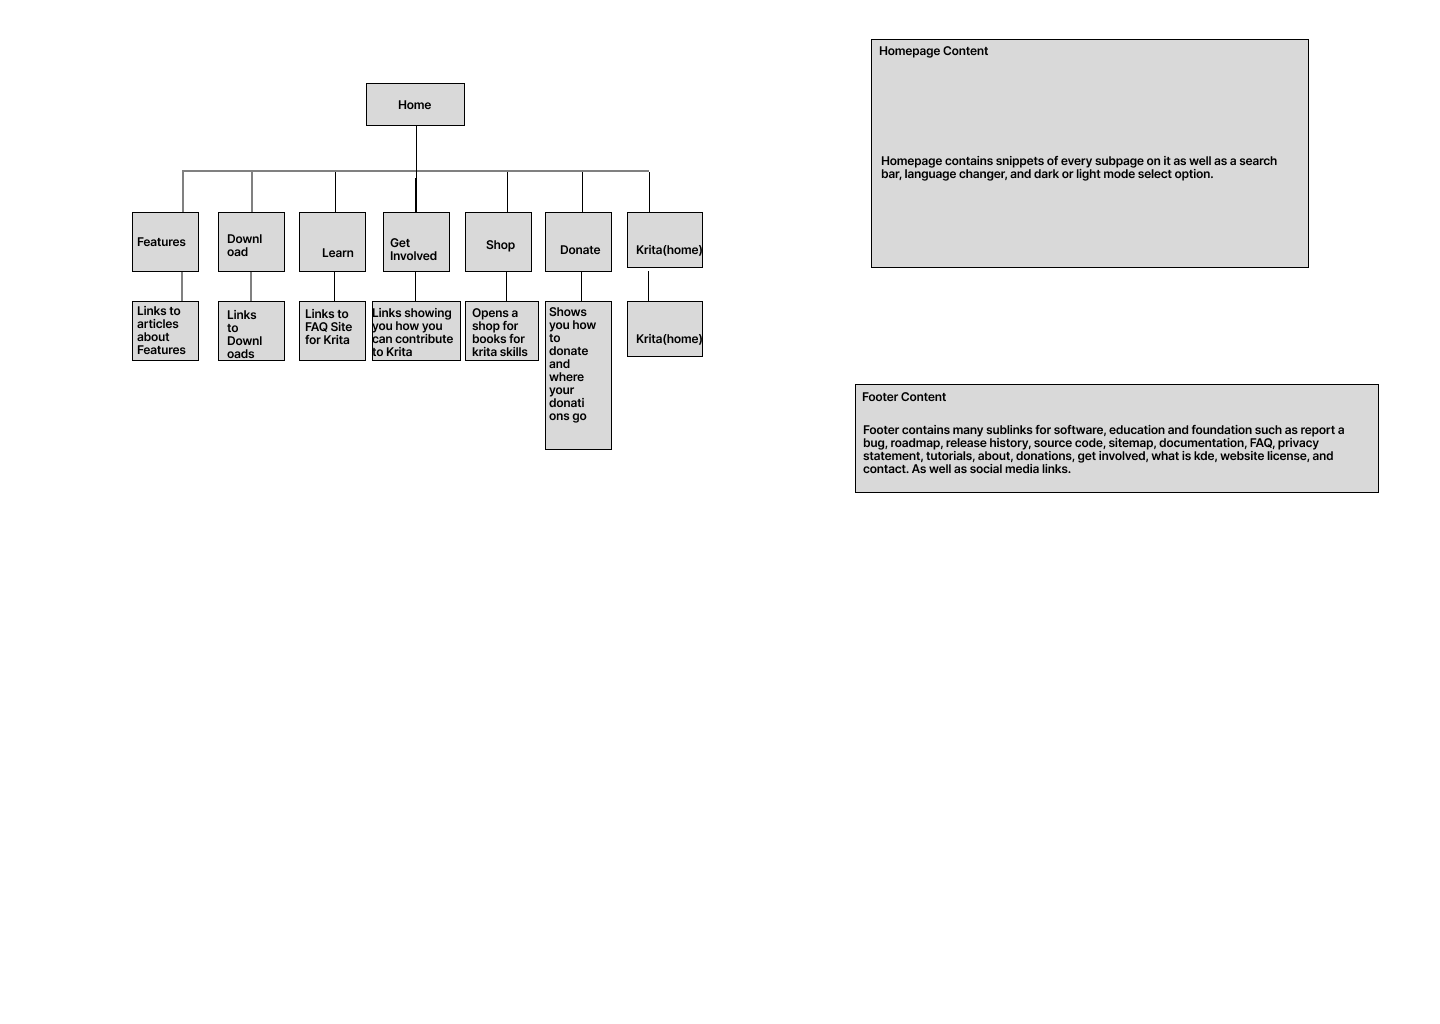 Home
Features
Downl
oad
Learn
Get
Involved
Shop
Donate
Krita(home)
Links to
articles
about
Features
Links
to
Downl
oads
Links to
FAQ Site
for Krita
Links showing
you how you
can contribute
to Krita
Opens a
shop for
books for
krita skills
Shows
you how
to
donate
and
where
your
donati
ons go
Krita(home)
Homepage Content
Homepage contains snippets of every subpage on it as well as a search
bar, language changer, and dark or light mode select option.
Footer Content
Footer contains many sublinks for software, education and foundation such as report a
bug, roadmap, release history, source code, sitemap, documentation, FAQ, privacy
statement, tutorials, about, donations, get involved, what is kde, website license, and
contact. As well as social media links.